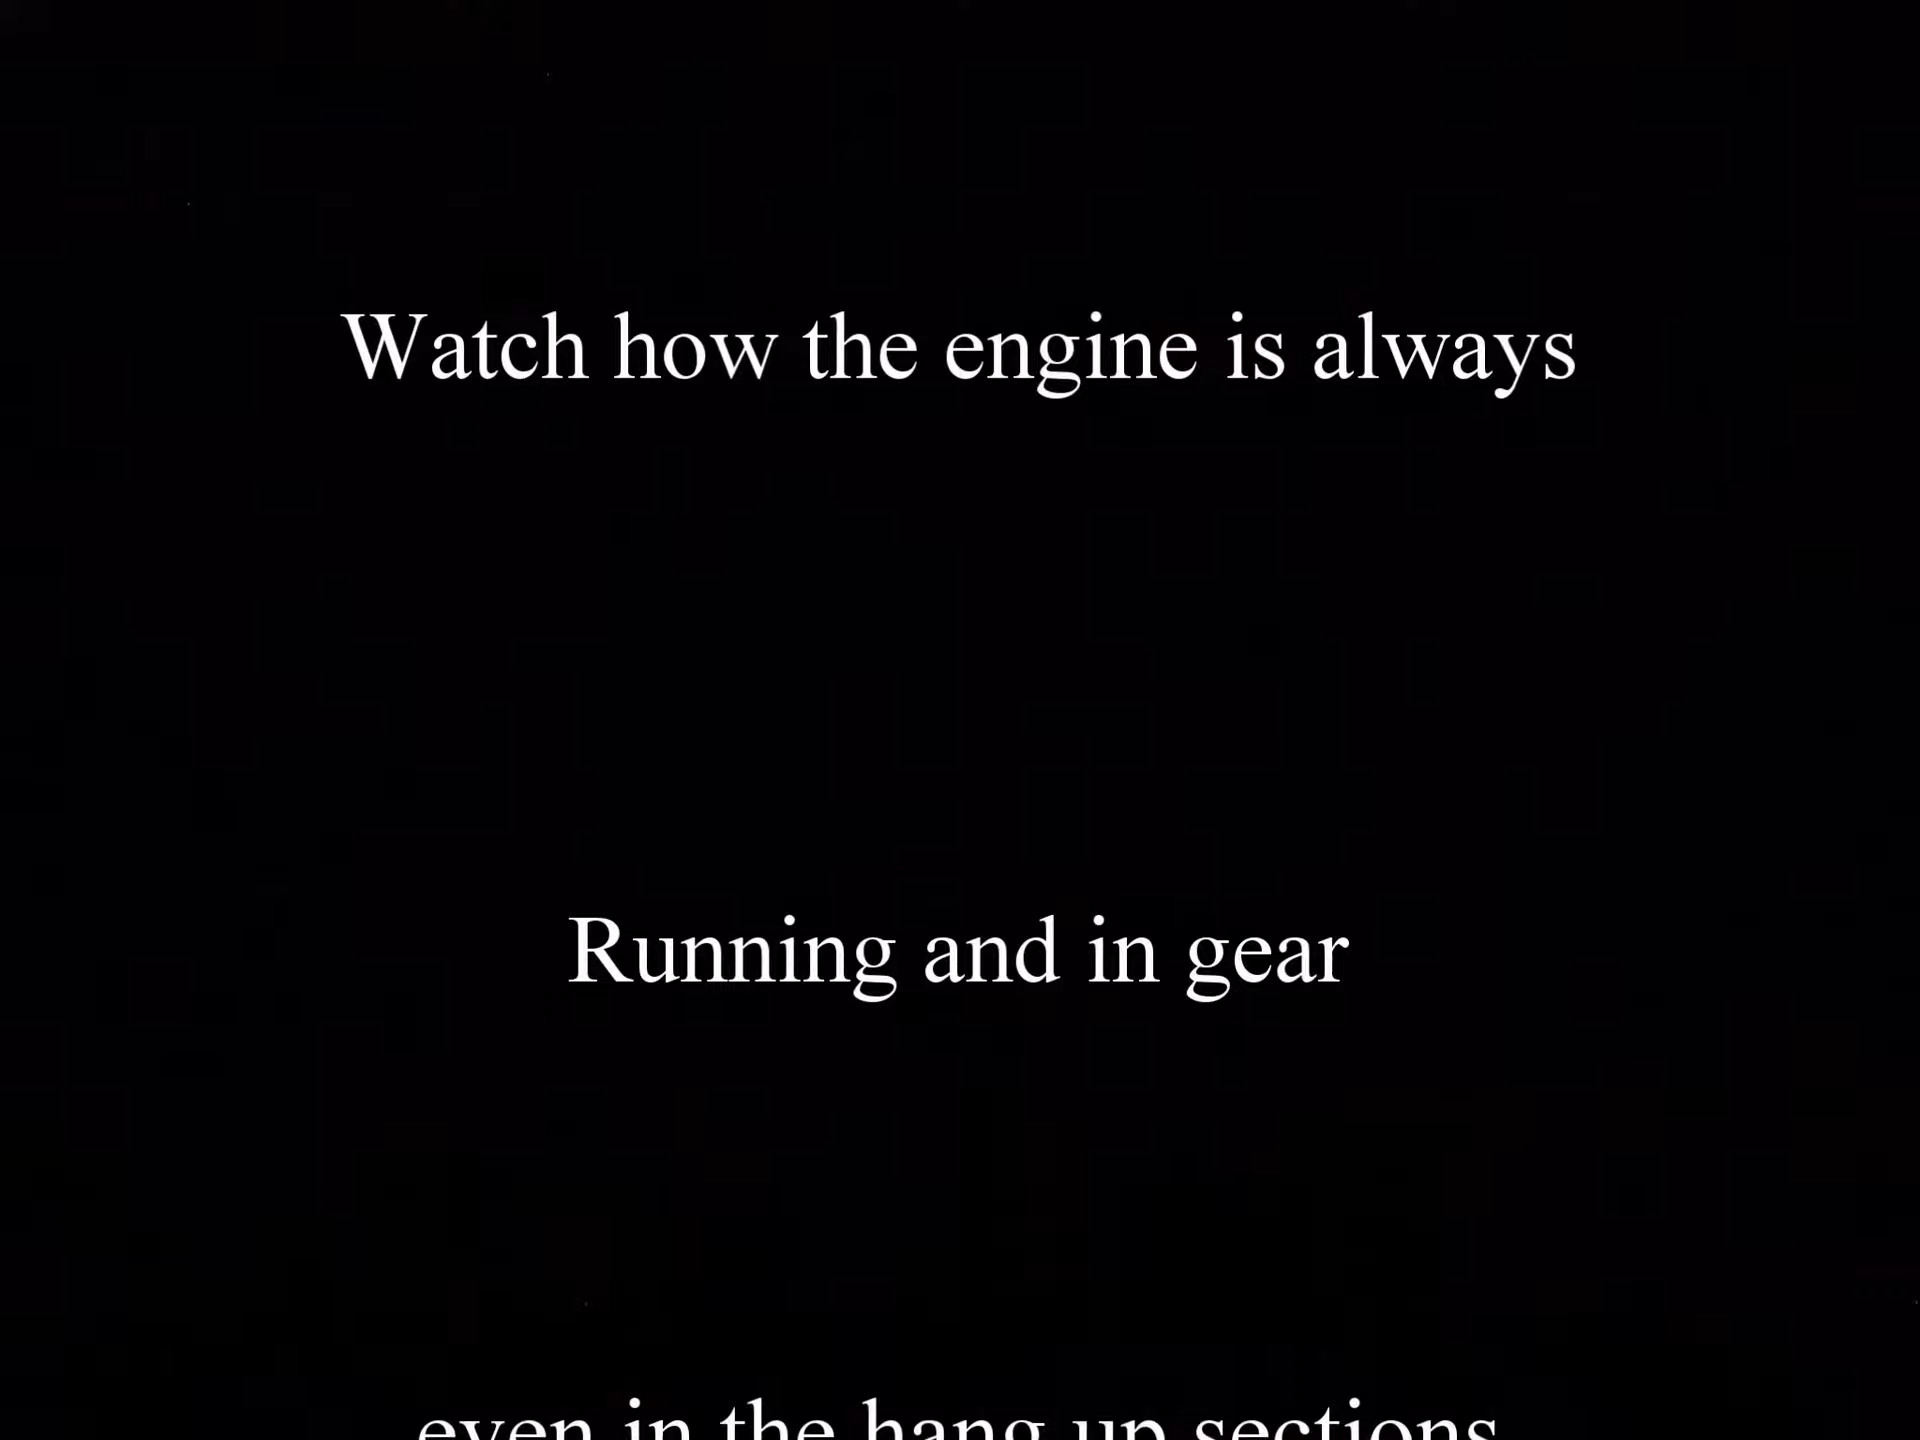 Watch how the engine is always
Running and in gear
even in the hang up sections